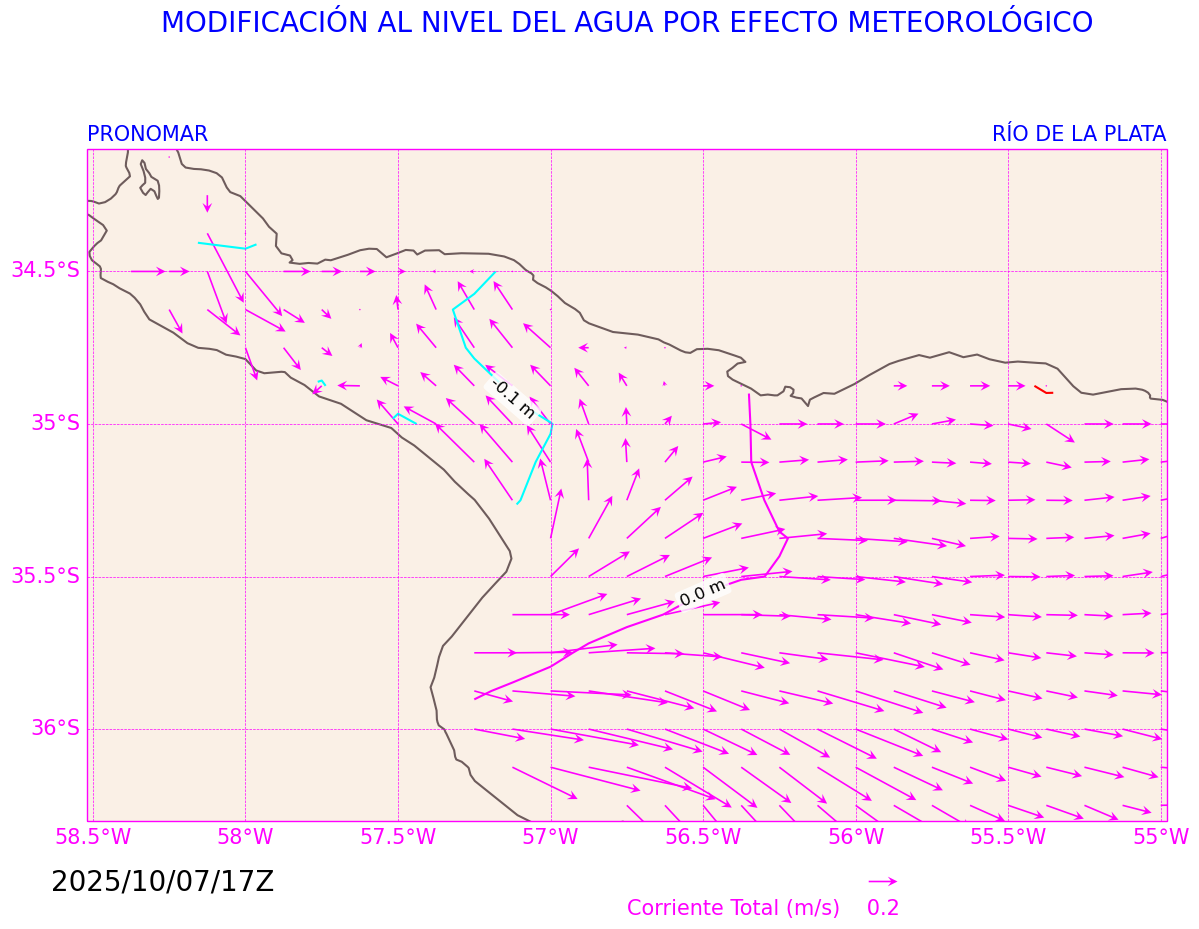 MODIFICACIÓN AL NIVEL DEL AGUA POR EFECTO METEOROLÓGICO
PRONOMAR
RÍO DE LA PLATA
34.5°S
-0.1 m
35°S
35.5°S
0.0 m
36°S
58.5°W 58°W 57.5°W 57°W 56.5°W 56°W 55.5°W 55°W
2025/10/07/17Z
Corriente Total (m/s) 0.2